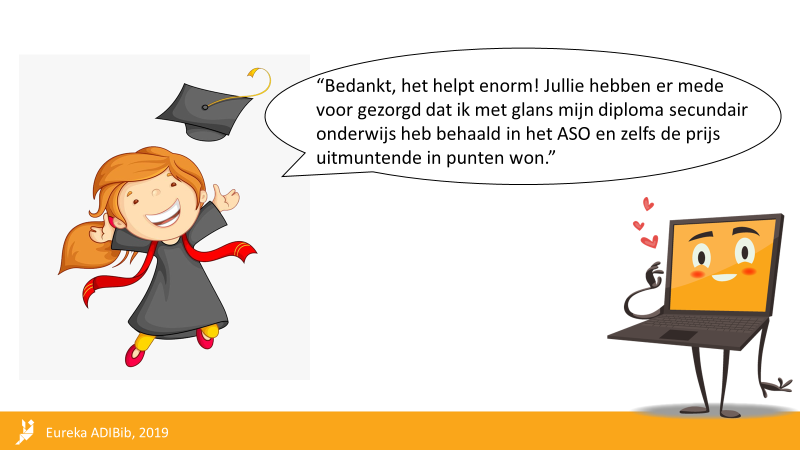 “Bedankt, het helpt enorm! Jullie hebben er mede
voor gezorgd dat ik met glans mijn diploma secundair
onderwijs heb behaald in het ASO en zelfs de prijs
uitmuntende in punten won.”
Eureka ADIBib, 2019